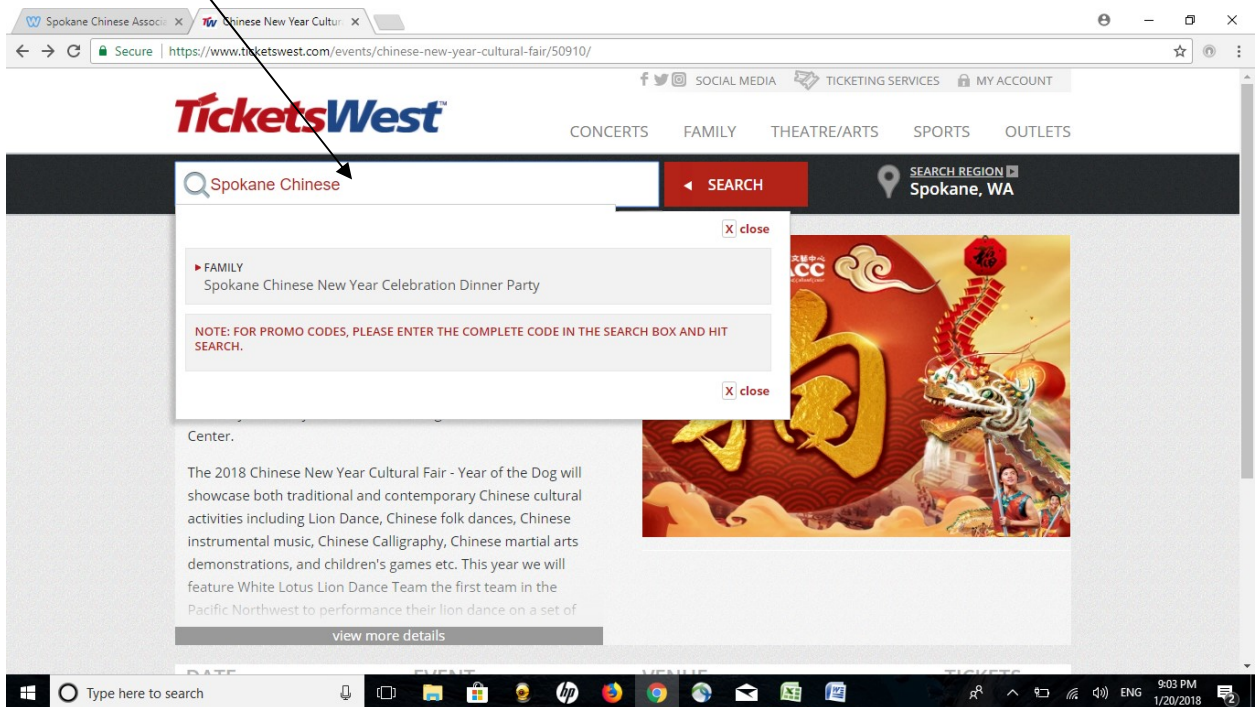 Spokane Chinese Associa
Chinese New Year Cultur
Secure
https://www.ticketswest.com/events/chinese-new-year-cultural-fair/50910/
SOCIAL MEDIA TICKETING SERVICES MY ACCOUNT
TicketsWest
CONCERTS FAMILY THEATRE/ARTS SPORTS OUTLETS
Spokane Chinese
SEARCH
SEARCH REGION
Spokane, WA
X close
FAMILY
Spokane Chinese New Year Celebration Dinner Party
NOTE: FOR PROMO CODES, PLEASE ENTER THE COMPLETE CODE IN THE SEARCH BOX AND HIT
SEARCH.
X close
福
福
Center.
The 2018 Chinese New Year Cultural Fair - Year of the Dog will
showcase both traditional and contemporary Chinese cultural
activities including Lion Dance, Chinese folk dances, Chinese
instrumental music, Chinese Calligraphy, Chinese martial arts
demonstrations, and children's games etc. This year we will
feature White Lotus Lion Dance Team the first team in the
Pacific Northwest to performance their lion dance on a set of
view more details
DATE EVENT VENUE TICKETS
Type here to search
ENG
9:03 PM
1/20/2018